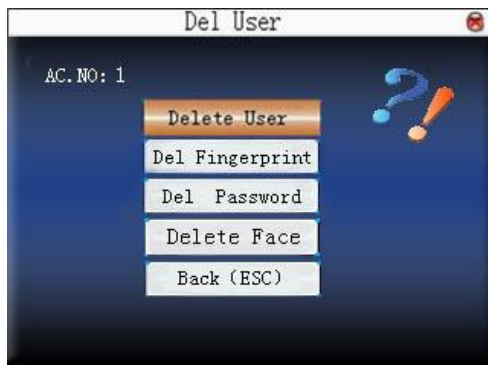 Del User
AC.NO: 1
Delete User
Del Fingerprint
Del Password
Delete Face
Back (ESC)